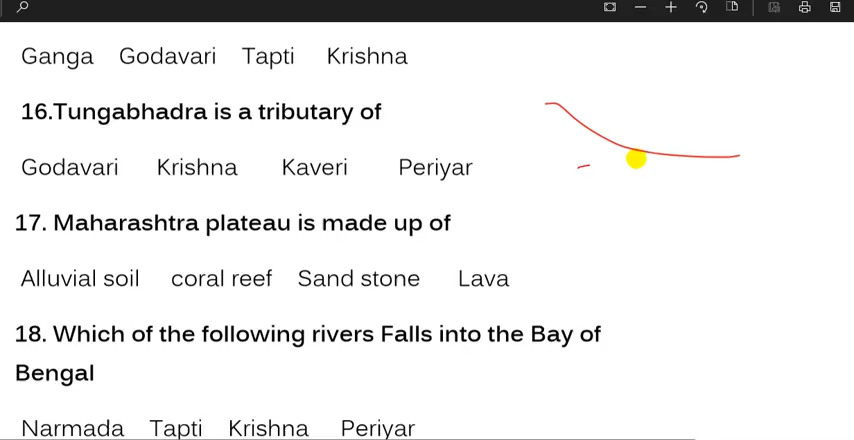 Ganga Godavari Tapti Krishna
16.Tungabhadra is a tributary of
Godavari Krishna Kaveri Periyar
17. Maharashtra plateau is made up of
Alluvial soil coral reef Sand stone Lava
18. Which of the following rivers Falls into the Bay of
Bengal
Narmada Tapti Krishna Periyar